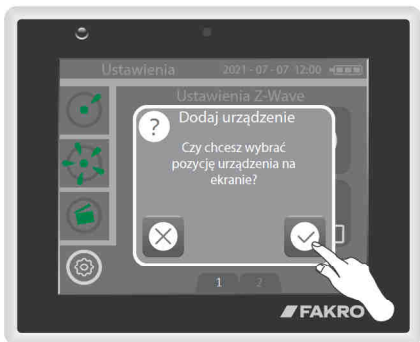 Ustawienia 2021-07-07 12:00
Ustawienia Z-Wave
?
Dodaj urządzenie
Czy chcesz wybrać
pozycję urządzenia na
ekranie?
1 2
FAKRO